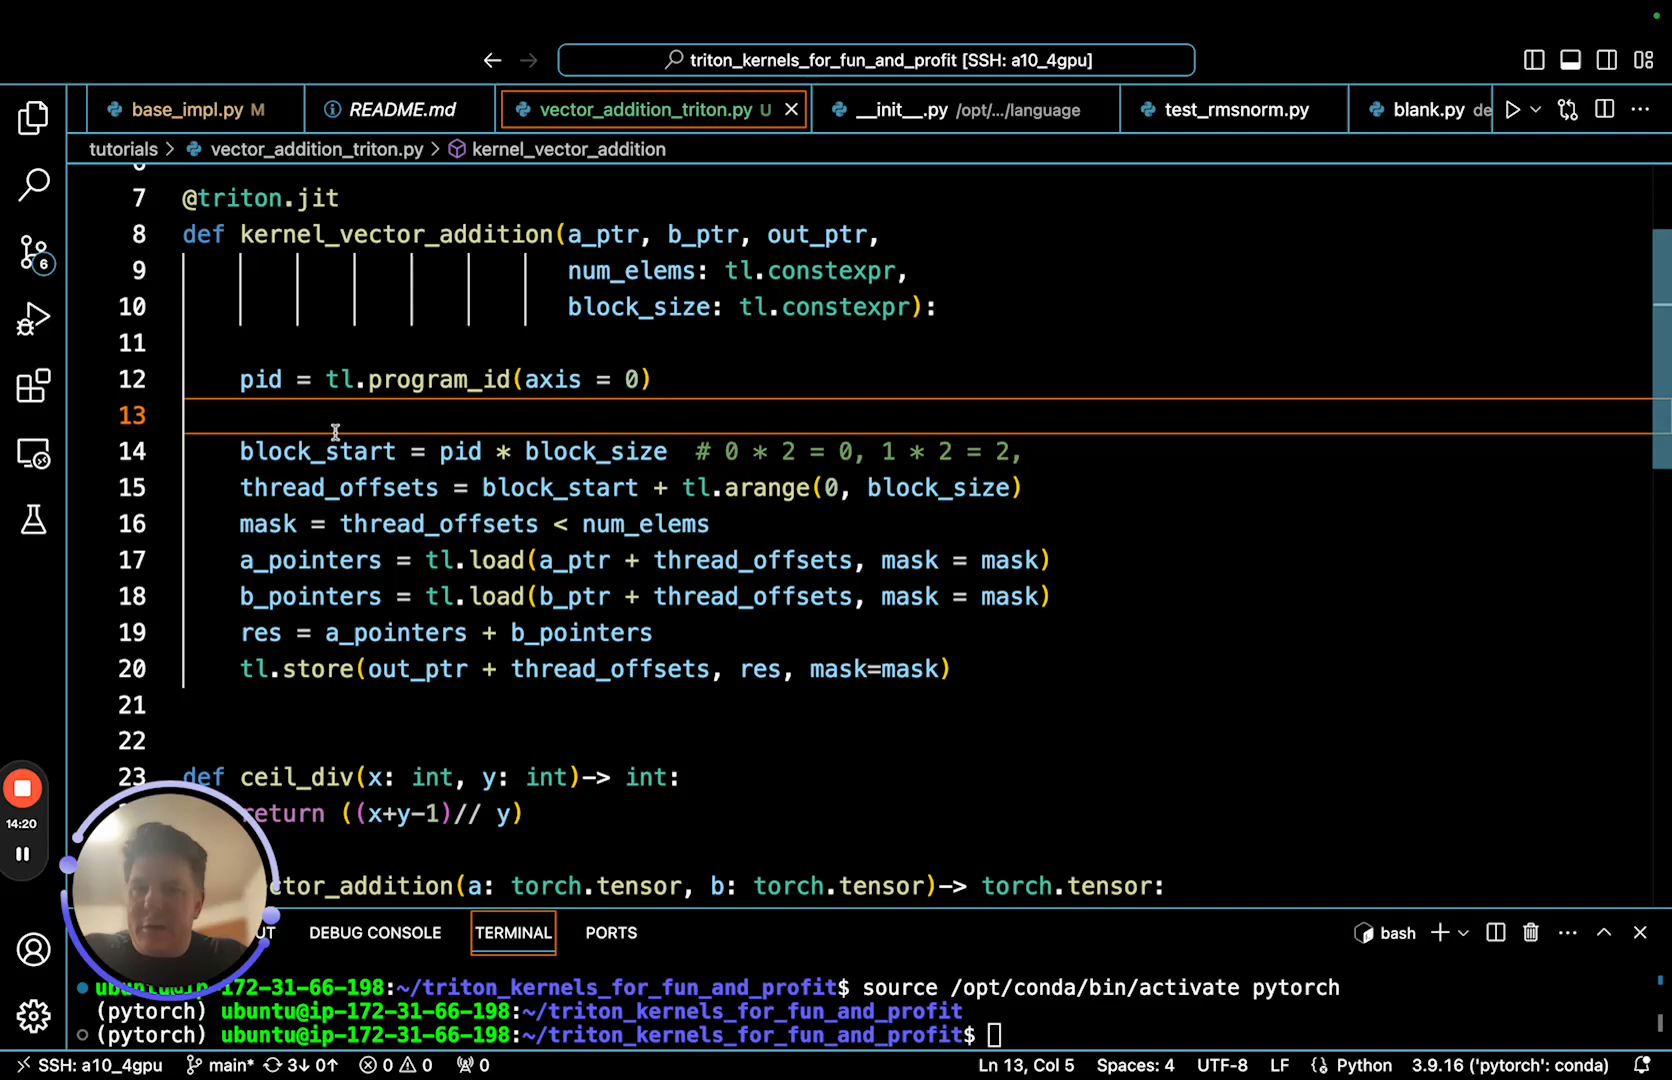 triton_kernels_for_fun_and_profit [SSH: a10_4gpu]
base_impl.py M README.md vector_addition_triton.py U __init__.py /opt/.../language test_rmsnorm.py blank.py de
tutorials > vector_addition_triton.py > kernel_vector_addition
7 @triton.jit
8 def kernel_vector_addition(a_ptr, b_ptr, out_ptr,
9 num_elems: tl.constexpr,
10 block_size: tl.constexpr):
11
12 pid = tl.program_id(axis = 0)
13
14 block_start = pid * block_size  # 0 * 2 = 0, 1 * 2 = 2,
15 thread_offsets = block_start + tl.arange(0, block_size)
16 mask = thread_offsets < num_elems
17 a_pointers = tl.load(a_ptr + thread_offsets, mask = mask)
18 b_pointers = tl.load(b_ptr + thread_offsets, mask = mask)
19 res = a_pointers + b_pointers
20 tl.store(out_ptr + thread_offsets, res, mask=mask)
21
22
23 def ceil_div(x: int, y: int)-> int:
return ((x+y-1)// y)
ctor_addition(a: torch.tensor, b: torch.tensor)-> torch.tensor:
6
14:20
UT DEBUG CONSOLE TERMINAL PORTS bash
ubuntu@ip-172-31-66-198:~/triton_kernels_for_fun_and_profit$ source /opt/conda/bin/activate pytorch
(pytorch) ubuntu@ip-172-31-66-198:~/triton_kernels_for_fun_and_profit
(pytorch) ubuntu@ip-172-31-66-198:~/triton_kernels_for_fun_and_profit$
SSH: a10_4gpu main* 3↓ 0↑ 0 0 0 Ln 13, Col 5 Spaces: 4 UTF-8 LF Python 3.9.16 ('pytorch': conda)